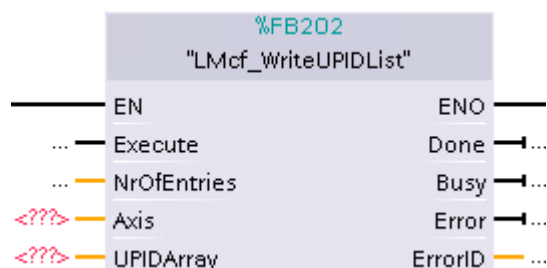 %FB202
"LMcf_WriteUPIDList"
EN ENO
... Execute Done ...
... NrOfEntries Busy ...
<???> Axis Error ...
<???> UPIDArray ErrorID ...